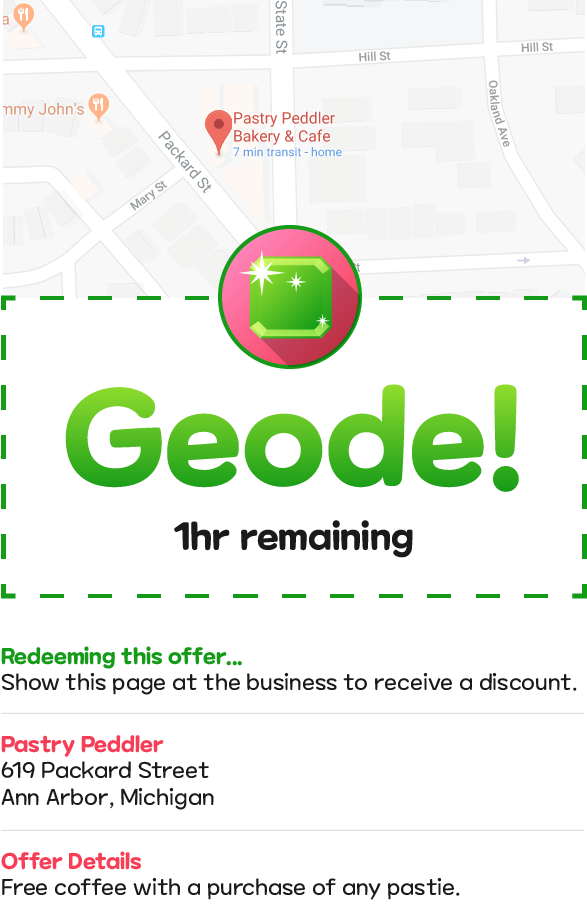 a
State St
Hill St
Hill St
mmy John's
Oakland Ave
Pastry Peddler
Bakery & Cafe
7 min transit - home
Packard St
Mary St
t
Geode!
1hr remaining
Redeeming this offer...
Show this page at the business to receive a discount.
Pastry Peddler
619 Packard Street
Ann Arbor, Michigan
Offer Details
Free coffee with a purchase of any pastie.